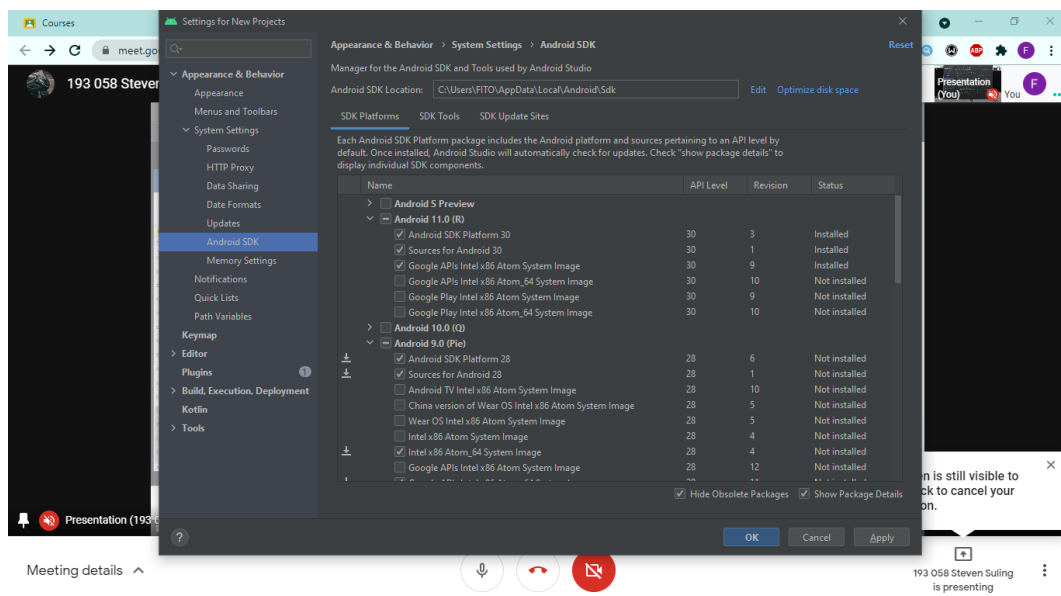 Courses
Settings for New Projects
meet.go
193 058 Steven
Appearance & Behavior
Appearance
Menus and Toolbars
System Settings
Passwords
HTTP Proxy
Data Sharing
Date Formats
Updates
Android SDK
Memory Settings
Notifications
Quick Lists
Path Variables
Keymap
Editor
Plugins 1
Build, Execution, Deployment
Kotlin
Tools
?
Appearance & Behavior > System Settings > Android SDK Reset
Manager for the Android SDK and Tools used by Android Studio
Android SDK Location: C:\Users\FITO\AppData\Local\Android\Sdk Edit Optimize disk space
SDK Platforms SDK Tools SDK Update Sites
Each Android SDK Platform package includes the Android platform and sources pertaining to an API level by
default. Once installed, Android Studio will automatically check for updates. Check "show package details" to
display individual SDK components.
Name API Level Revision Status
Android S Preview
Android 11.0 (R)
Android SDK Platform 30 30 3 Installed
Sources for Android 30 30 1 Installed
Google APIs Intel x86 Atom System Image 30 9 Installed
Google APIs Intel x86 Atom_64 System Image 30 10 Not installed
Google Play Intel x86 Atom System Image 30 9 Not installed
Google Play Intel x86 Atom_64 System Image 30 10 Not installed
Android 10.0 (Q)
Android 9.0 (Pie)
Android SDK Platform 28 28 6 Not installed
Sources for Android 28 28 1 Not installed
Android TV Intel x86 Atom System Image 28 10 Not installed
China version of Wear OS Intel x86 Atom System Image 28 5 Not installed
Wear OS Intel x86 Atom System Image 28 5 Not installed
Intel x86 Atom System Image 28 4 Not installed
Intel x86 Atom_64 System Image 28 4 Not installed
Google APIs Intel x86 Atom System Image 28 12 Not installed
Hide Obsolete Packages Show Package Details
OK Cancel Apply
ABP F
Presentation
(You) You F
n is still visible to
ck to cancel your
on.
Presentation (193
Meeting details
193 058 Steven Suling
is presenting